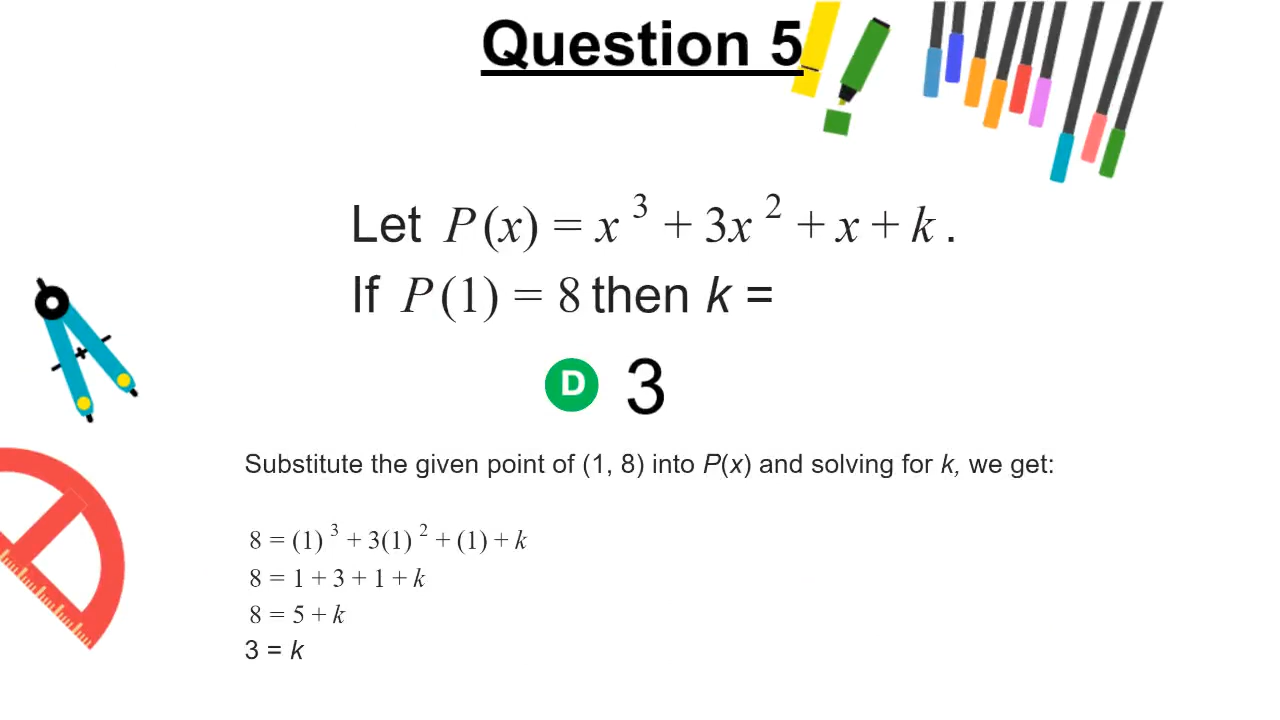 Question 5
Let P(x) = x³ + 3x² + x + k.
If P(1) = 8 then k =
D 3
Substitute the given point of (1, 8) into P(x) and solving for k, we get:
8 = (1)³ + 3(1)² + (1) + k
8 = 1 + 3 + 1 + k
8 = 5 + k
3 = k